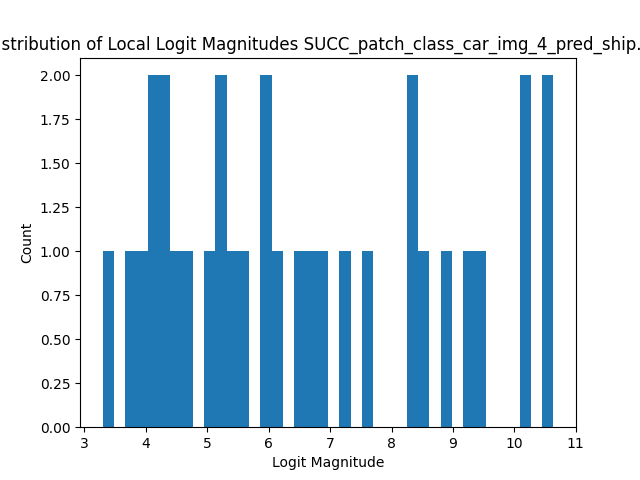 stribution of Local Logit Magnitudes SUCC_patch_class_car_img_4_pred_ship.
2.00
1.75
1.50
1.25
1.00
0.75
0.50
0.25
0.00
Count
3 4 5 6 7 8 9 10 11
Logit Magnitude